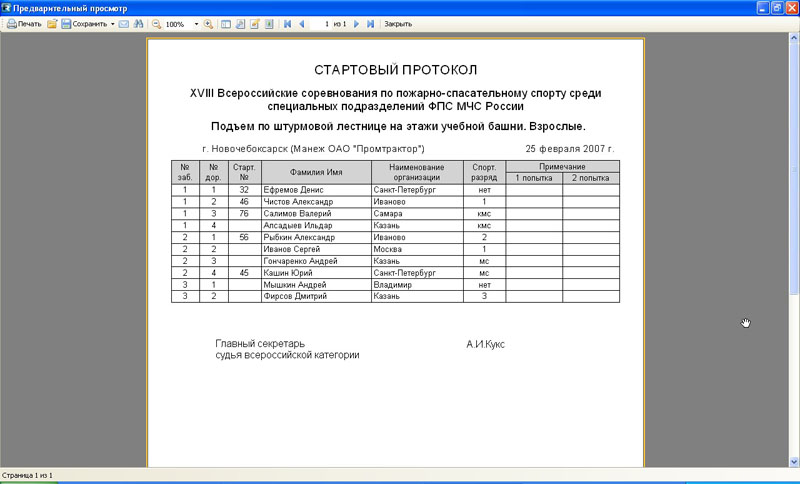 Предварительный просмотр
Печать Сохранить 100% 1 из 1 Закрыть
СТАРТОВЫЙ ПРОТОКОЛ
XVIII Всероссийские соревнования по пожарно-спасательному спорту среди
специальных подразделений ФПС МЧС России
Подъем по штурмовой лестнице на этажи учебной башни. Взрослые.
г. Новочебоксарск (Манеж ОАО "Промтрактор") 25 февраля 2007 г.
№ заб. № дор. Старт. № Фамилия Имя Наименование организации Спорт. разряд Примечание
1 попытка 2 попытка
1 1 32 Ефремов Денис Санкт-Петербург нет
1 2 46 Чистов Александр Иваново 1
1 3 76 Салимов Валерий Самара кмс
1 4 Апсадыев Ильдар Казань кмс
2 1 56 Рыбкин Александр Иваново 2
2 2 Иванов Сергей Москва 1
2 3 Гончаренко Андрей Казань мс
2 4 45 Кашин Юрий Санкт-Петербург мс
3 1 Мышкин Андрей Владимир нет
3 2 Фирсов Дмитрий Казань 3
Главный секретарь А.И.Кукс
судья всероссийской категории
Страница 1 из 1